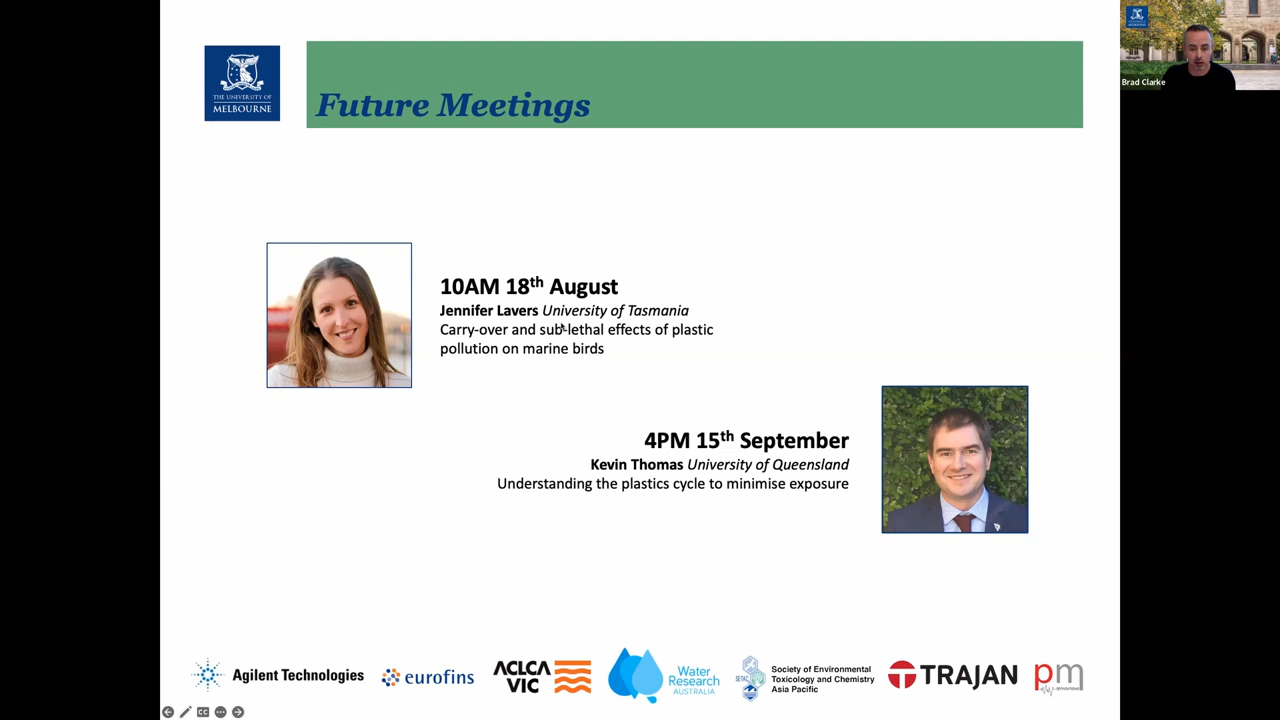 THE UNIVERSITY OF
MELBOURNE
Future Meetings
Brad Clarke
10AM 18th August
Jennifer Lavers University of Tasmania
Carry-over and sub-lethal effects of plastic
pollution on marine birds
4PM 15th September
Kevin Thomas University of Queensland
Understanding the plastics cycle to minimise exposure
Agilent Technologies
eurofins
ACLCA
VIC
Water
Research
AUSTRALIA
SETAC
Society of Environmental
Toxicology and Chemistry
Asia Pacific
TRAJAN
pm
CC